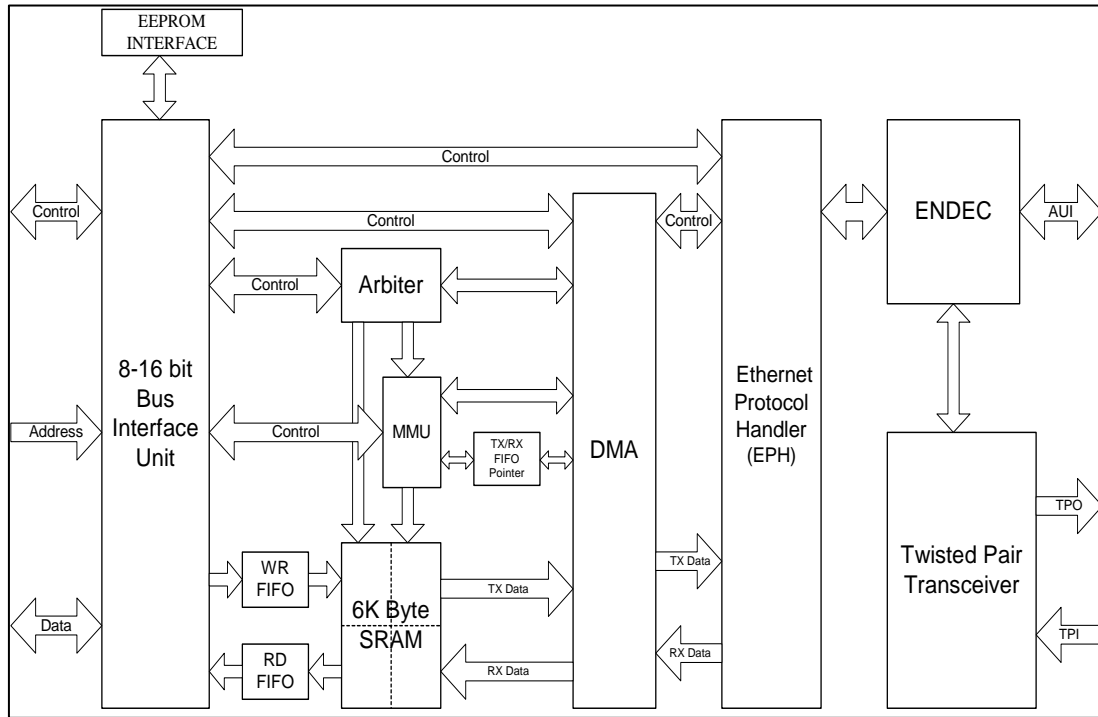 EEPROM
INTERFACE
Control
Control
Control
Control
ENDEC
AUI
Control
Arbiter
8-16 bit
Bus
Interface
Unit
Address
Control
MMU
TX/RX
FIFO
Pointer
DMA
Ethernet
Protocol
Handler
(EPH)
TPO
WR
FIFO
6K Byte
SRAM
TX Data
TX Data
Twisted Pair
Transceiver
Data
RD
FIFO
RX Data
RX Data
TPI